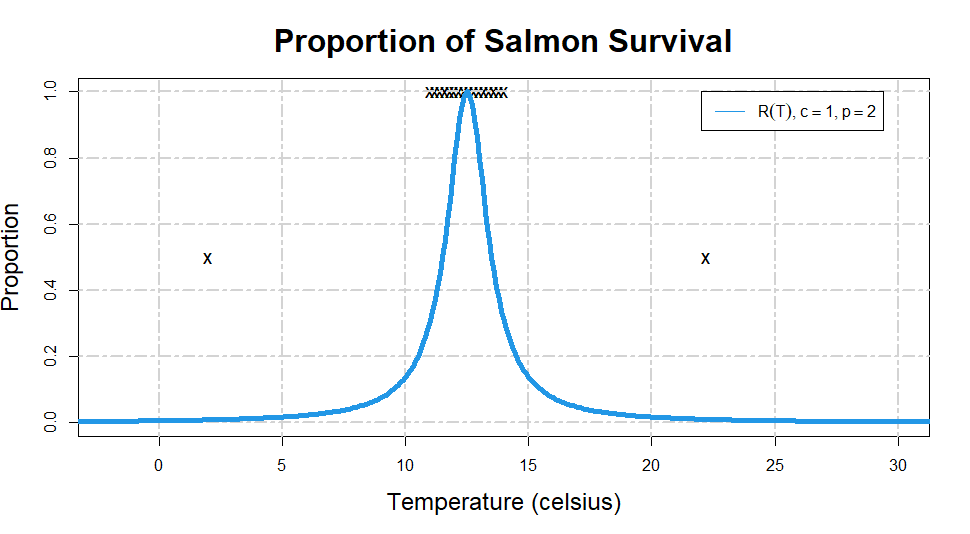 Proportion of Salmon Survival
Proportion
1.0
0.8
0.6
0.4
0.2
0.0
R(T), c = 1, p = 2
x
x
0
5
10
15
20
25
30
Temperature (celsius)